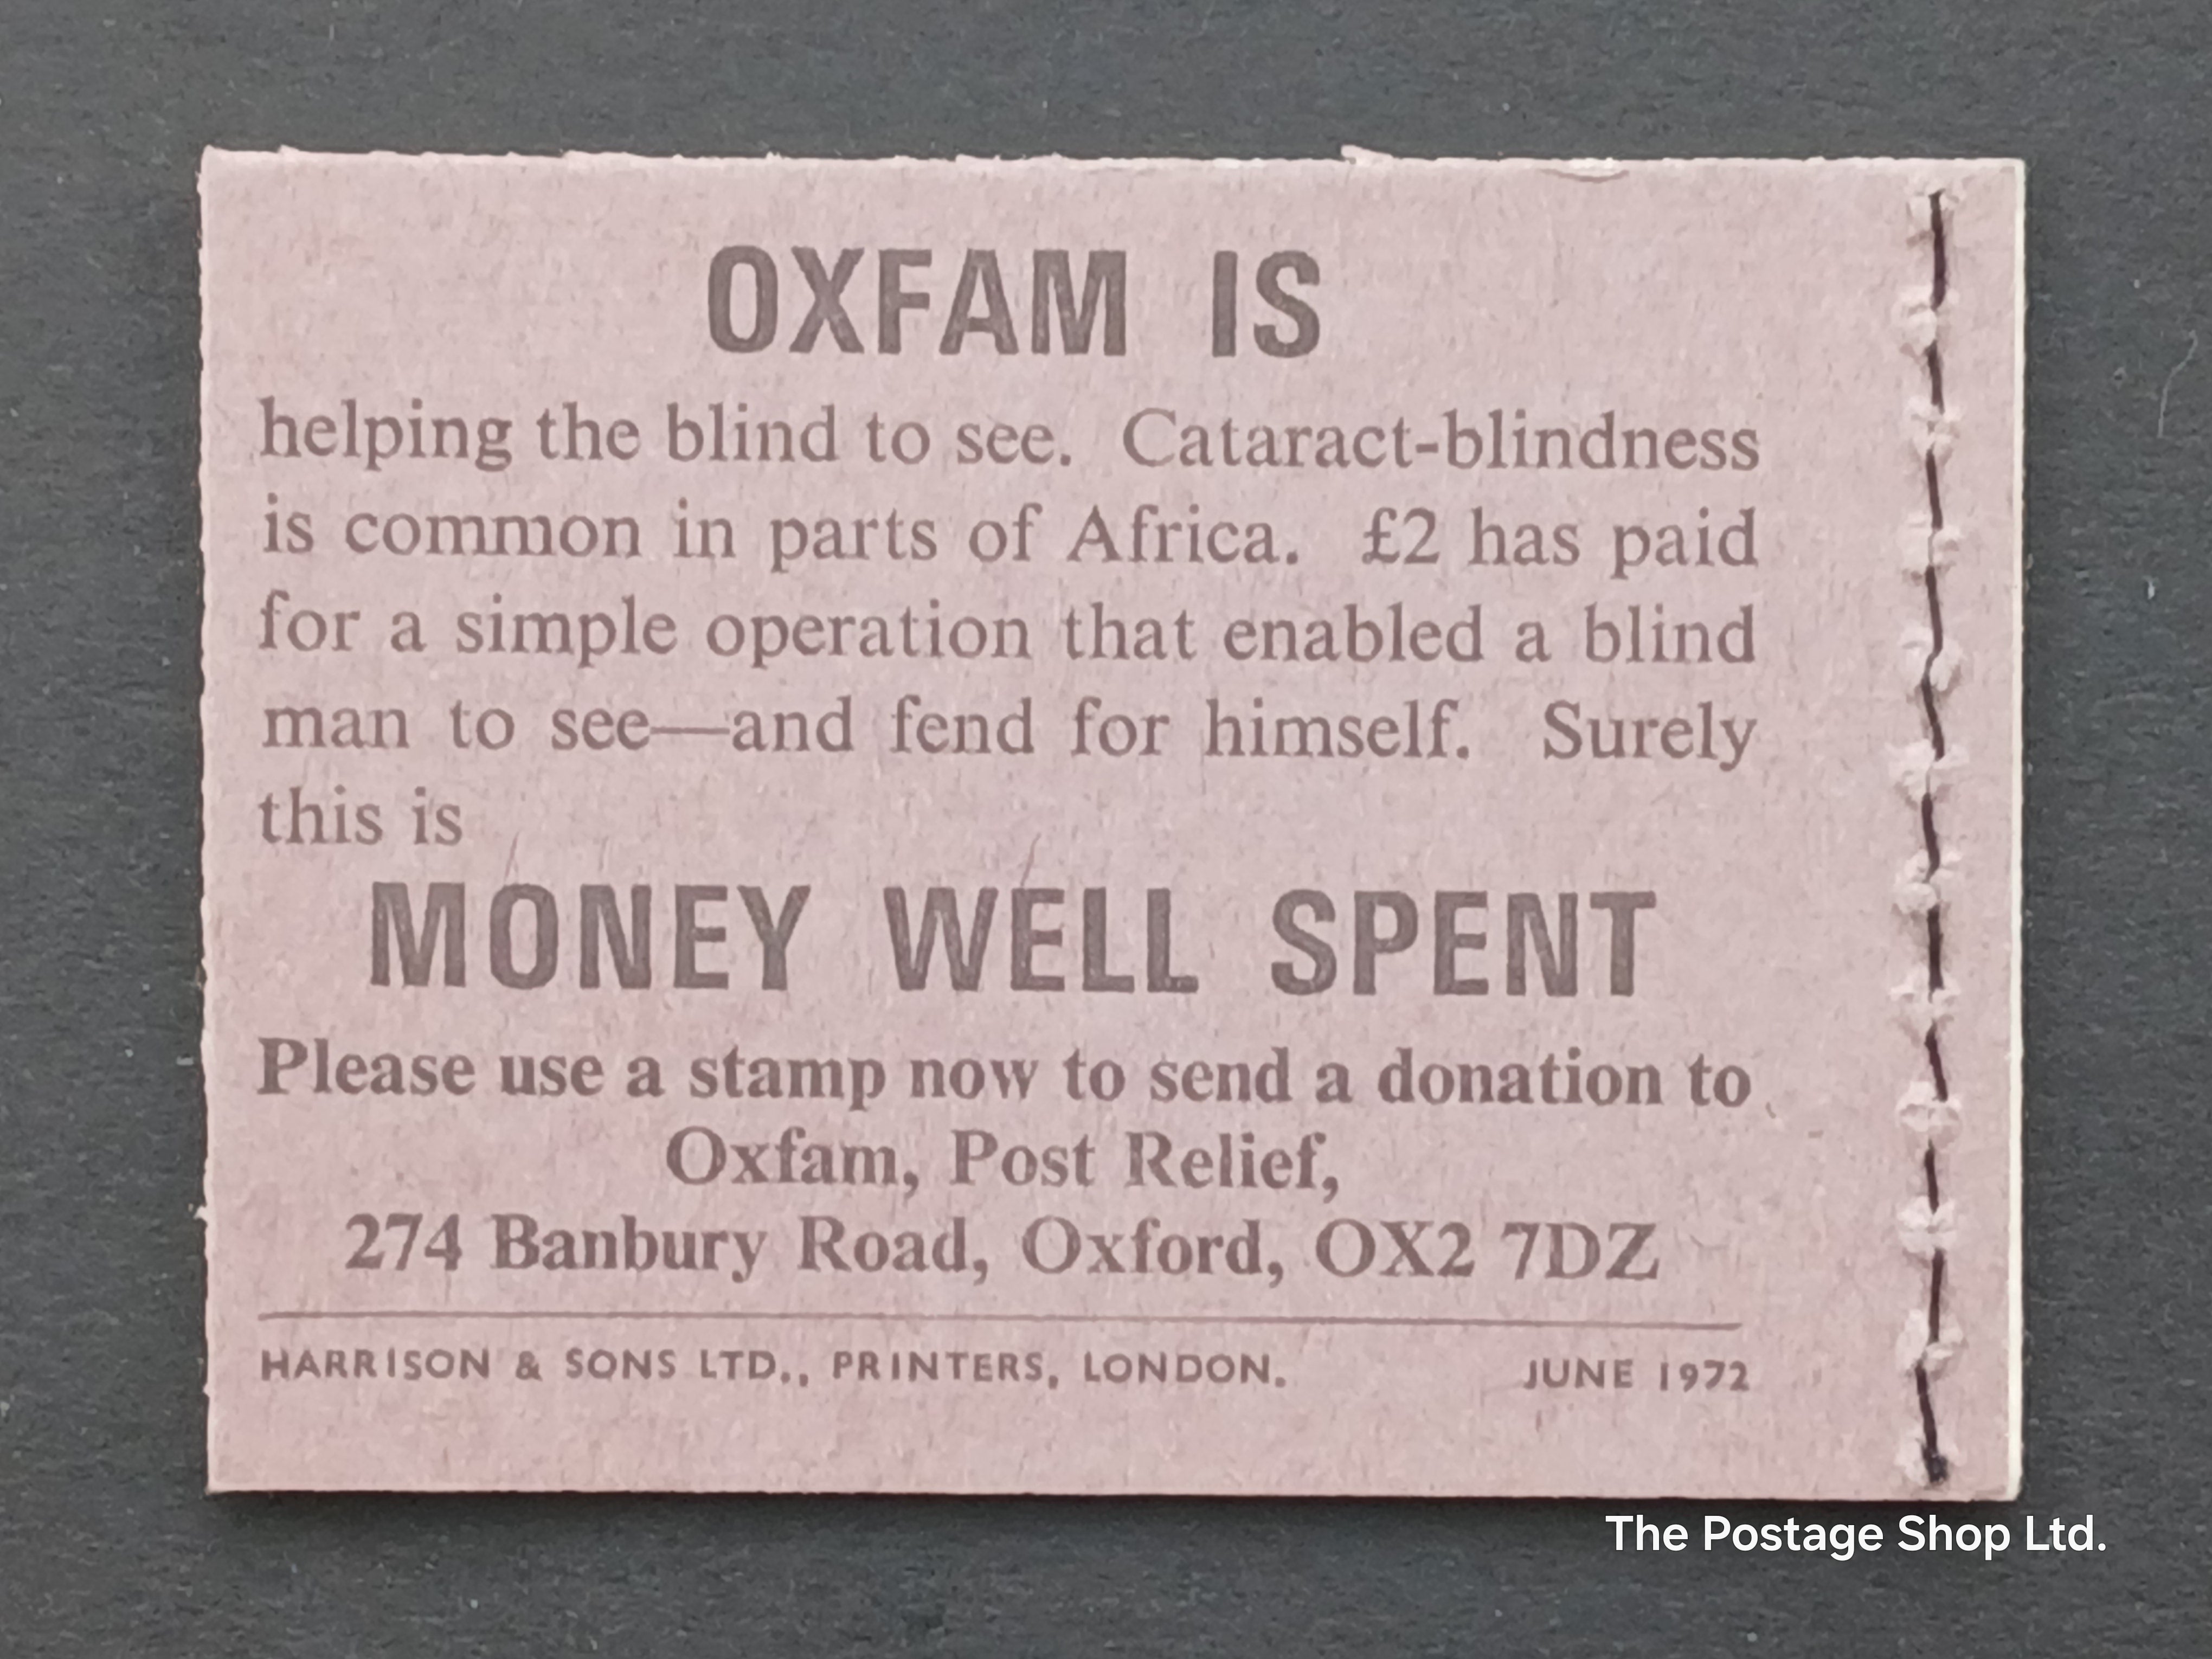 OXFAM IS
helping the blind to see. Cataract-blindness
is common in parts of Africa. £2 has paid
for a simple operation that enabled a blind
man to see—and fend for himself. Surely
this is
MONEY WELL SPENT
Please use a stamp now to send a donation to
Oxfam, Post Relief,
274 Banbury Road, Oxford, OX2 7DZ
HARRISON & SONS LTD., PRINTERS, LONDON. JUNE 1972
The Postage Shop Ltd.